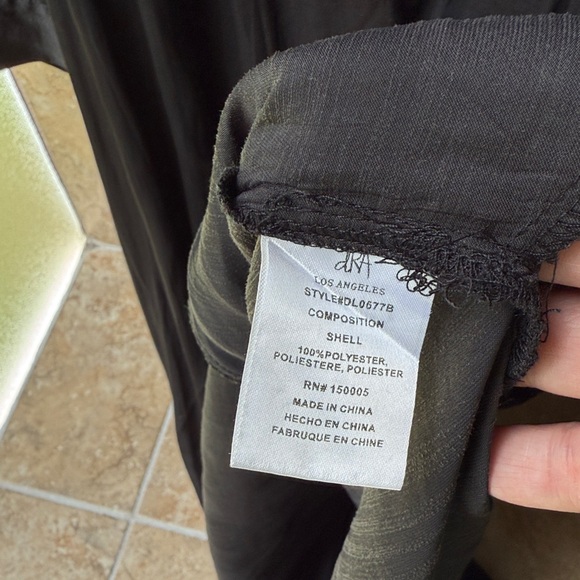 LOS ANGELES
STYLE#DL0677B
COMPOSITION
SHELL
100%POLYESTER,
POLIESTERE, POLIESTER
RN# 150005
MADE IN CHINA
HECHO EN CHINA
FABRUQUE EN CHINE